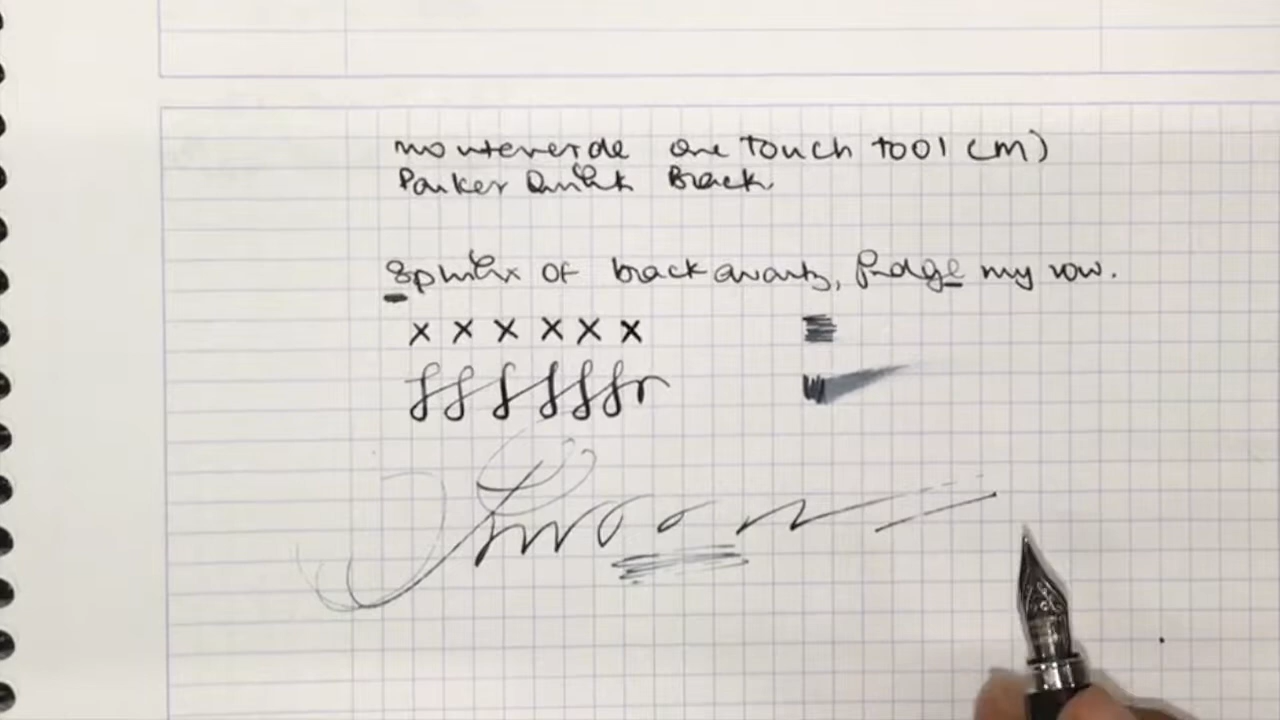 monteverde one Touch tool (M)
Parker Quink Black
Sphinx of black quartz, judge my vow.
x x x x x x